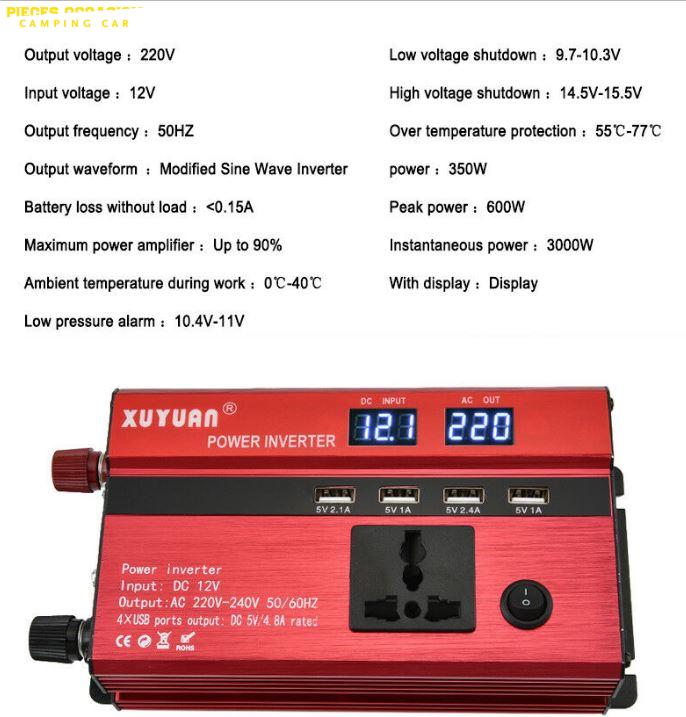 PIECES OCCASION
CAMPING CAR
Output voltage : 220V
Input voltage : 12V
Output frequency : 50HZ
Output waveform : Modified Sine Wave Inverter
Battery loss without load : <0.15A
Maximum power amplifier : Up to 90%
Ambient temperature during work : 0℃-40℃
Low pressure alarm : 10.4V-11V
Low voltage shutdown : 9.7-10.3V
High voltage shutdown : 14.5V-15.5V
Over temperature protection : 55℃-77℃
power : 350W
Peak power : 600W
Instantaneous power : 3000W
With display : Display
XUYUAN®
POWER INVERTER
DC INPUT
12.1
AC OUT
220
5V 2.1A
5V 1A
5V 2.4A
5V 1A
Power inverter
Input: DC 12V
Output:AC 220V-240V 50/60HZ
4XUSB ports output: DC 5V/4.8A rated
CE
ROHS
I
O